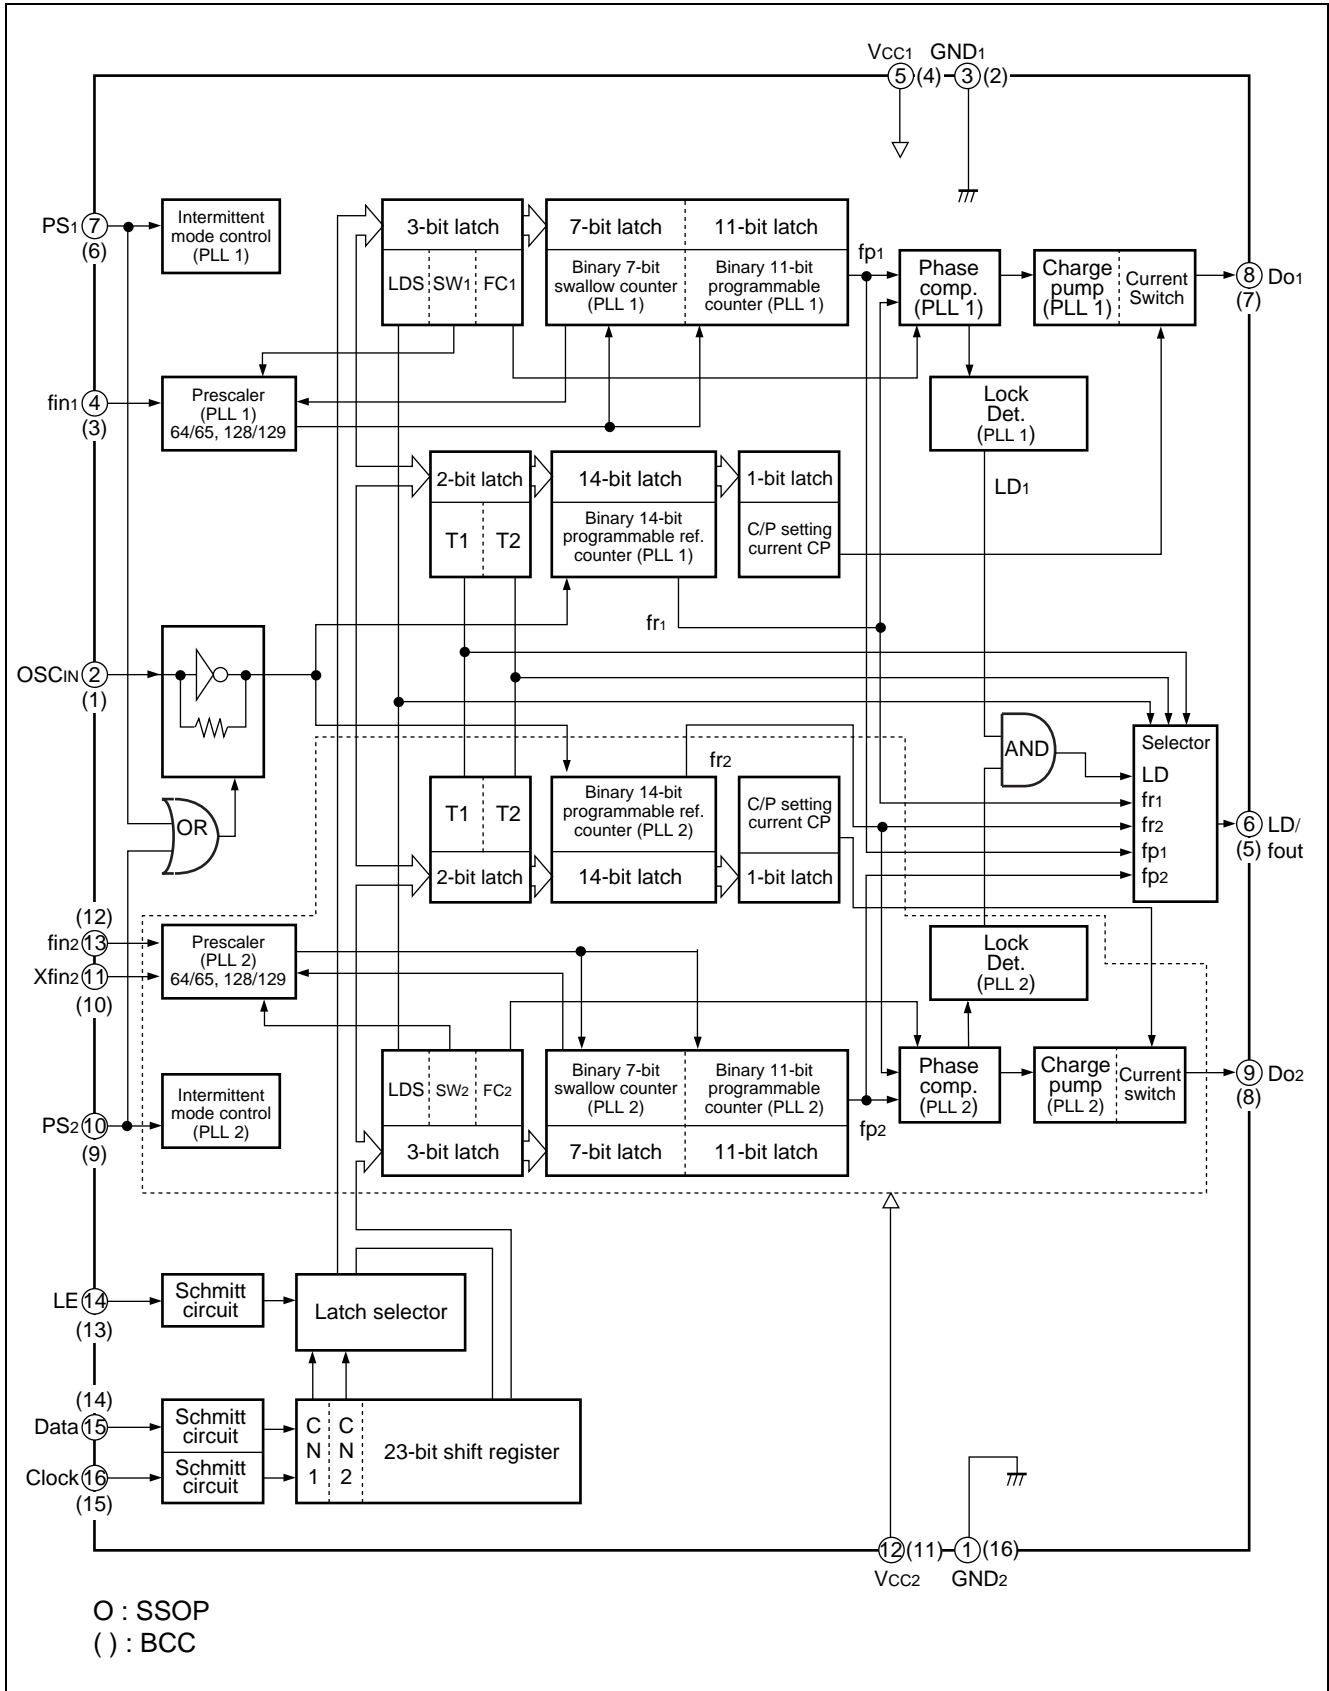 VCC1 GND1
5 (4) 3 (2)
PS1 7
(6)
Intermittent
mode control
(PLL 1)
3-bit latch
LDS SW1 FC1
7-bit latch
11-bit latch
Binary 7-bit
swallow counter
(PLL 1)
Binary 11-bit
programmable
counter (PLL 1)
fp1
Phase
comp.
(PLL 1)
Charge
pump
(PLL 1)
Current
Switch
8 Do1
(7)
fin1 4
(3)
Prescaler
(PLL 1)
64/65, 128/129
Lock
Det.
(PLL 1)
LD1
2-bit latch
T1 T2
14-bit latch
Binary 14-bit
programmable ref.
counter (PLL 1)
1-bit latch
C/P setting
current CP
fr1
OSCIN 2
(1)
OR
AND
Selector
LD
fr1
fr2
fp1
fp2
6 LD/
(5) fout
fr2
T1 T2
2-bit latch
Binary 14-bit
programmable ref.
counter (PLL 2)
14-bit latch
C/P setting
current CP
1-bit latch
(12)
fin2 13
Xfin2 11
(10)
Prescaler
(PLL 2)
64/65, 128/129
Lock
Det.
(PLL 2)
PS2 10
(9)
Intermittent
mode control
(PLL 2)
LDS SW2 FC2
3-bit latch
Binary 7-bit
swallow counter
(PLL 2)
Binary 11-bit
programmable
counter (PLL 2)
7-bit latch
11-bit latch
fp2
Phase
comp.
(PLL 2)
Charge
pump
(PLL 2)
Current
switch
9 Do2
(8)
LE 14
(13)
Schmitt
circuit
Latch selector
(14)
Data 15
Clock 16
(15)
Schmitt
circuit
Schmitt
circuit
C
N
1
C
N
2
23-bit shift register
12 (11) 1 (16)
VCC2 GND2
O : SSOP
( ) : BCC